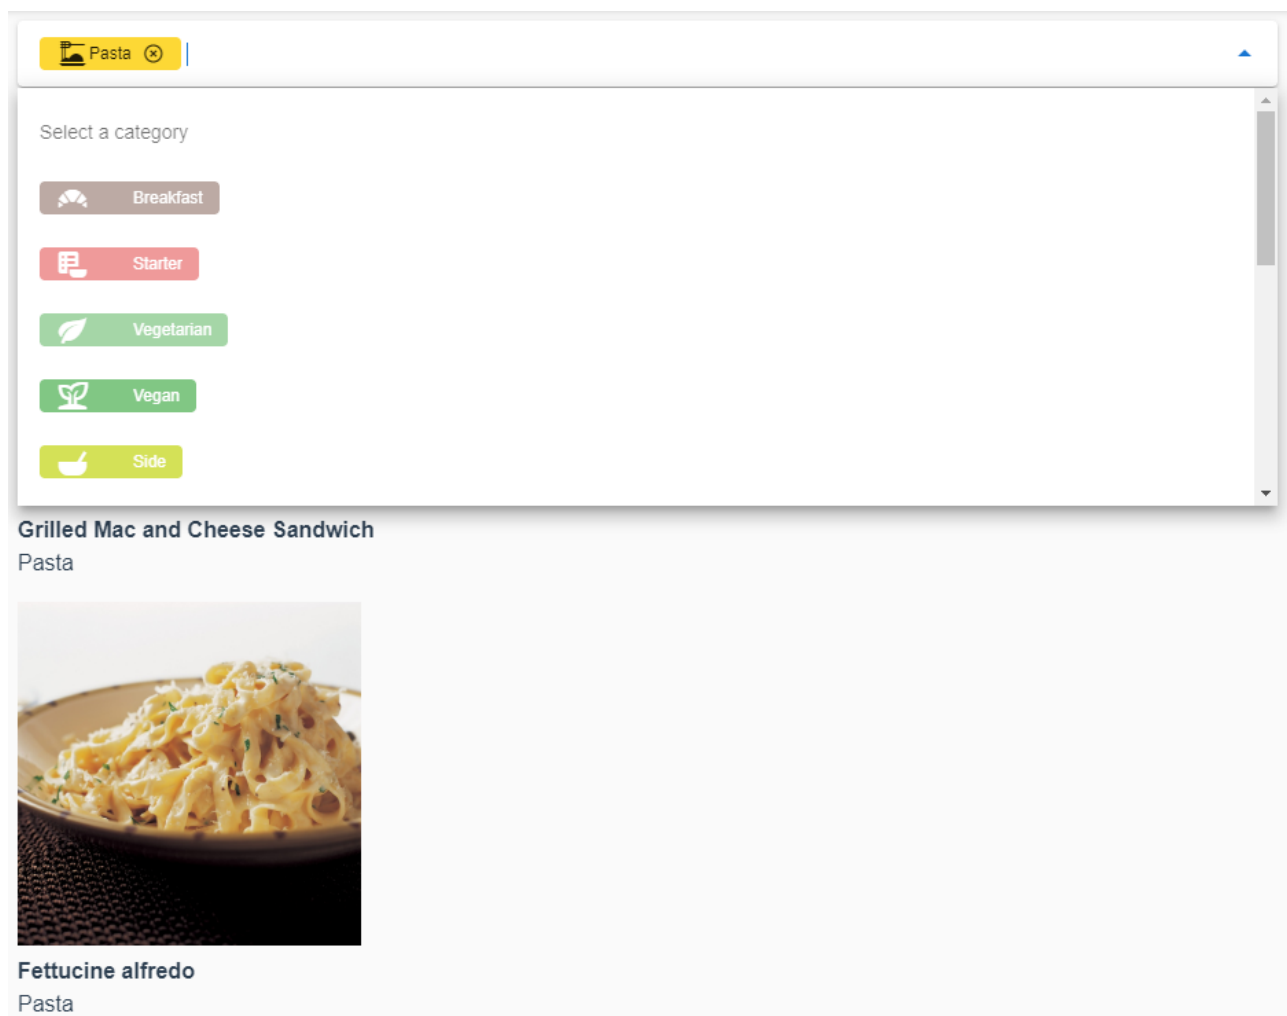 Pasta
Select a category
Breakfast
Starter
Vegetarian
Vegan
Side
Grilled Mac and Cheese Sandwich
Pasta
Fettucine alfredo
Pasta